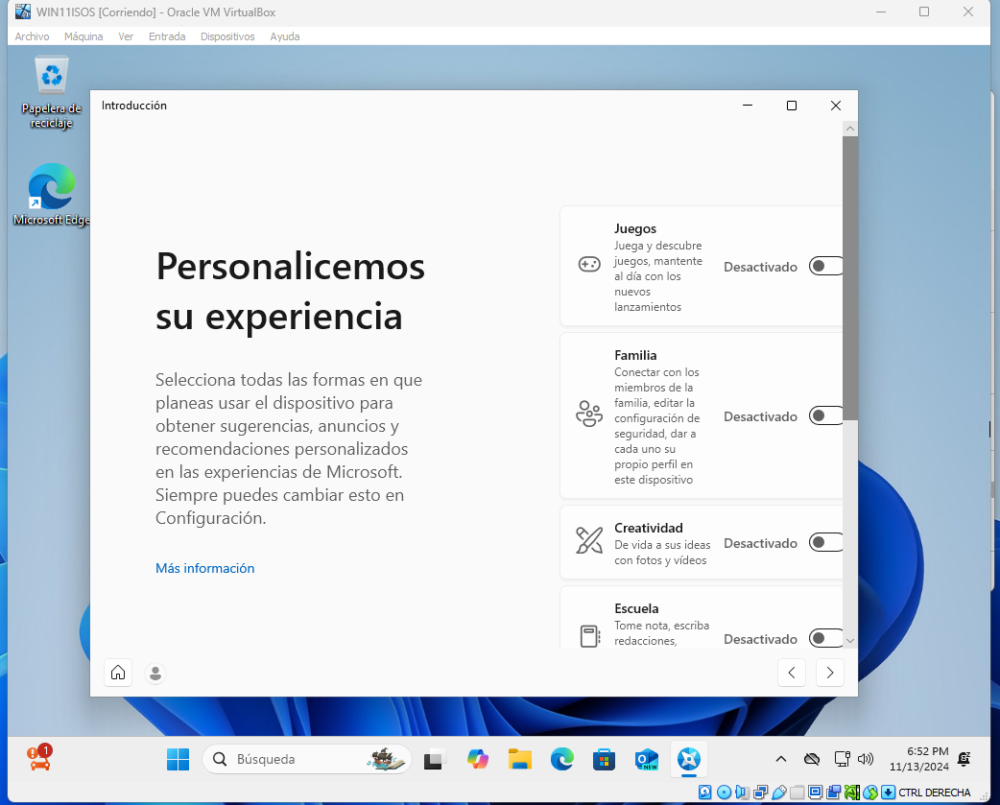 WIN11ISOS [Corriendo] - Oracle VM VirtualBox
Archivo Máquina Ver Entrada Dispositivos Ayuda
Papelera de
reciclaje
Microsoft Edge
Introducción
Personalicemos
su experiencia
Selecciona todas las formas en que
planeas usar el dispositivo para
obtener sugerencias, anuncios y
recomendaciones personalizados
en las experiencias de Microsoft.
Siempre puedes cambiar esto en
Configuración.
Más información
Juegos
Juega y descubre
juegos, mantente
al día con los
nuevos
lanzamientos
Desactivado
Familia
Conectar con los
miembros de la
familia, editar la
configuración de
seguridad, dar a
cada uno su
propio perfil en
este dispositivo
Desactivado
Creatividad
De vida a sus ideas
con fotos y vídeos
Desactivado
Escuela
Tome nota, escriba
redacciones,
Desactivado
1
Búsqueda
NEW
6:52 PM
11/13/2024
CTRL DERECHA